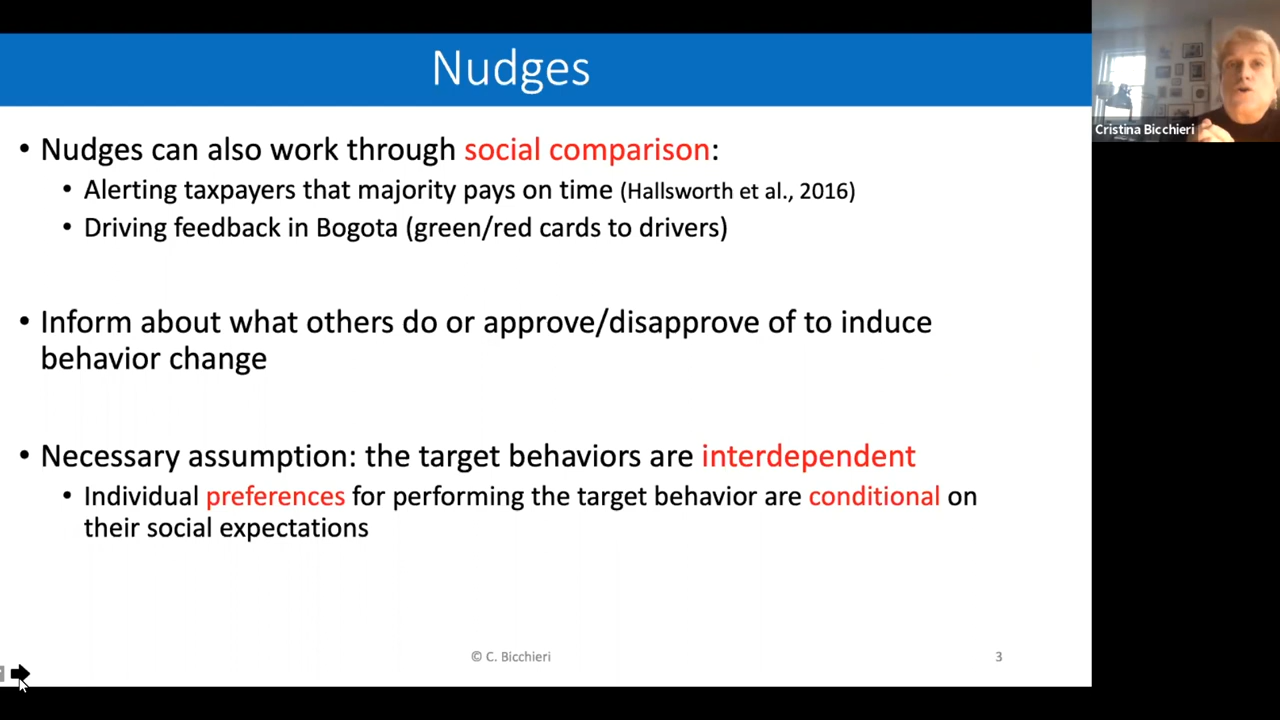 Nudges
• Nudges can also work through social comparison:
• Alerting taxpayers that majority pays on time (Hallsworth et al., 2016)
• Driving feedback in Bogota (green/red cards to drivers)
• Inform about what others do or approve/disapprove of to induce
behavior change
• Necessary assumption: the target behaviors are interdependent
• Individual preferences for performing the target behavior are conditional on
their social expectations
© C. Bicchieri
3
Cristina Bicchieri